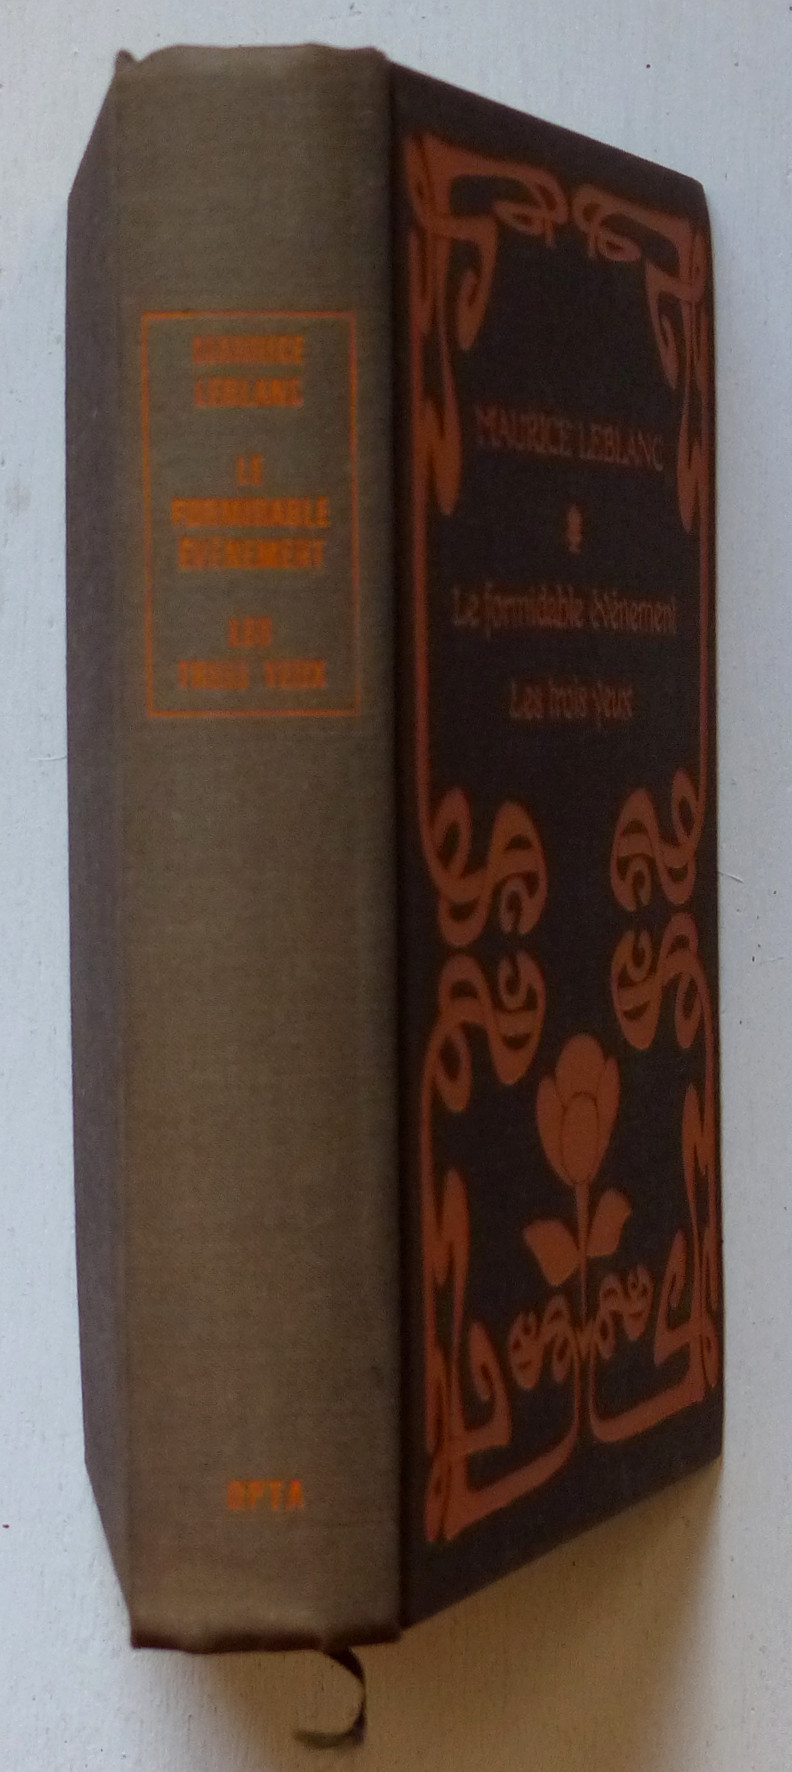 MAURICE
LEBLANC
LE
FORMIDABLE
ÉVÉNEMENT
LES
TROIS YEUX
OPTA
MAURICE LEBLANC
Le formidable événement
Les trois yeux